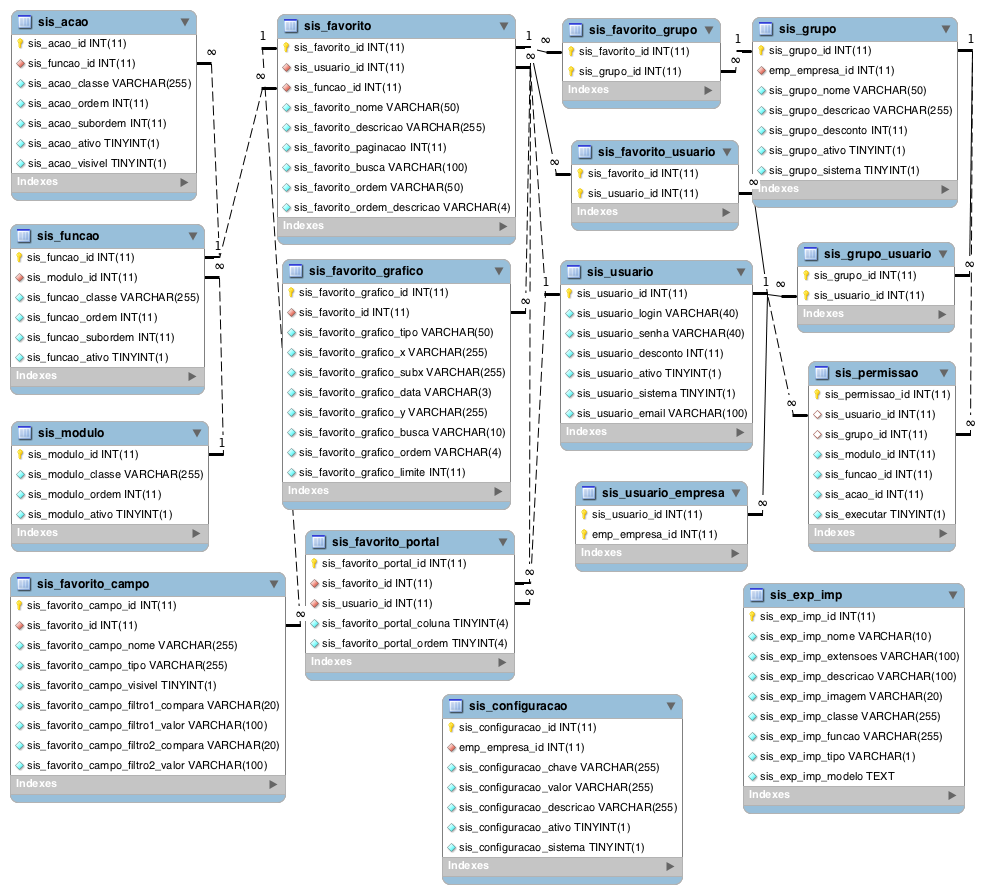 sis_acao
sis_acao_id INT(11)
sis_funcao_id INT(11)
sis_acao_classe VARCHAR(255)
sis_acao_ordem INT(11)
sis_acao_subordem INT(11)
sis_acao_ativo TINYINT(1)
sis_acao_visivel TINYINT(1)
Indexes
sis_funcao
sis_funcao_id INT(11)
sis_modulo_id INT(11)
sis_funcao_classe VARCHAR(255)
sis_funcao_ordem INT(11)
sis_funcao_subordem INT(11)
sis_funcao_ativo TINYINT(1)
Indexes
sis_modulo
sis_modulo_id INT(11)
sis_modulo_classe VARCHAR(255)
sis_modulo_ordem INT(11)
sis_modulo_ativo TINYINT(1)
Indexes
sis_favorito_campo
sis_favorito_campo_id INT(11)
sis_favorito_id INT(11)
sis_favorito_campo_nome VARCHAR(255)
sis_favorito_campo_tipo VARCHAR(255)
sis_favorito_campo_visivel TINYINT(1)
sis_favorito_campo_filtro1_compara VARCHAR(20)
sis_favorito_campo_filtro1_valor VARCHAR(100)
sis_favorito_campo_filtro2_compara VARCHAR(20)
sis_favorito_campo_filtro2_valor VARCHAR(100)
Indexes
∞
1
∞
1
1
∞
∞
sis_favorito
sis_favorito_id INT(11)
sis_usuario_id INT(11)
sis_funcao_id INT(11)
sis_favorito_nome VARCHAR(50)
sis_favorito_descricao VARCHAR(255)
sis_favorito_paginacao INT(11)
sis_favorito_busca VARCHAR(100)
sis_favorito_ordem VARCHAR(50)
sis_favorito_ordem_descricao VARCHAR(4)
Indexes
sis_favorito_grafico
sis_favorito_grafico_id INT(11)
sis_favorito_id INT(11)
sis_favorito_grafico_tipo VARCHAR(50)
sis_favorito_grafico_x VARCHAR(255)
sis_favorito_grafico_subx VARCHAR(255)
sis_favorito_grafico_data VARCHAR(3)
sis_favorito_grafico_y VARCHAR(255)
sis_favorito_grafico_busca VARCHAR(10)
sis_favorito_grafico_ordem VARCHAR(4)
sis_favorito_grafico_limite INT(11)
Indexes
sis_favorito_portal
sis_favorito_portal_id INT(11)
sis_favorito_id INT(11)
sis_usuario_id INT(11)
sis_favorito_portal_coluna TINYINT(4)
sis_favorito_portal_ordem TINYINT(4)
Indexes
1
∞
∞
∞
∞
∞
∞
1
sis_favorito_grupo
sis_favorito_id INT(11)
sis_grupo_id INT(11)
Indexes
sis_favorito_usuario
sis_favorito_id INT(11)
sis_usuario_id INT(11)
Indexes
sis_usuario
sis_usuario_id INT(11)
sis_usuario_login VARCHAR(40)
sis_usuario_senha VARCHAR(40)
sis_usuario_desconto INT(11)
sis_usuario_ativo TINYINT(1)
sis_usuario_sistema TINYINT(1)
sis_usuario_email VARCHAR(100)
Indexes
sis_usuario_empresa
sis_usuario_id INT(11)
emp_empresa_id INT(11)
Indexes
sis_configuracao
sis_configuracao_id INT(11)
emp_empresa_id INT(11)
sis_configuracao_chave VARCHAR(255)
sis_configuracao_valor VARCHAR(255)
sis_configuracao_descricao VARCHAR(255)
sis_configuracao_ativo TINYINT(1)
sis_configuracao_sistema TINYINT(1)
Indexes
1
∞
∞
1
∞
∞
∞
sis_grupo
sis_grupo_id INT(11)
emp_empresa_id INT(11)
sis_grupo_nome VARCHAR(50)
sis_grupo_descricao VARCHAR(255)
sis_grupo_desconto INT(11)
sis_grupo_ativo TINYINT(1)
sis_grupo_sistema TINYINT(1)
Indexes
1
∞
∞
sis_grupo_usuario
sis_grupo_id INT(11)
sis_usuario_id INT(11)
Indexes
sis_permissao
sis_permissao_id INT(11)
sis_usuario_id INT(11)
sis_grupo_id INT(11)
sis_modulo_id INT(11)
sis_funcao_id INT(11)
sis_acao_id INT(11)
sis_executar TINYINT(1)
Indexes
sis_exp_imp
sis_exp_imp_id INT(11)
sis_exp_imp_nome VARCHAR(10)
sis_exp_imp_extensoes VARCHAR(100)
sis_exp_imp_descricao VARCHAR(100)
sis_exp_imp_imagem VARCHAR(20)
sis_exp_imp_classe VARCHAR(255)
sis_exp_imp_funcao VARCHAR(255)
sis_exp_imp_tipo VARCHAR(1)
sis_exp_imp_modelo TEXT
Indexes